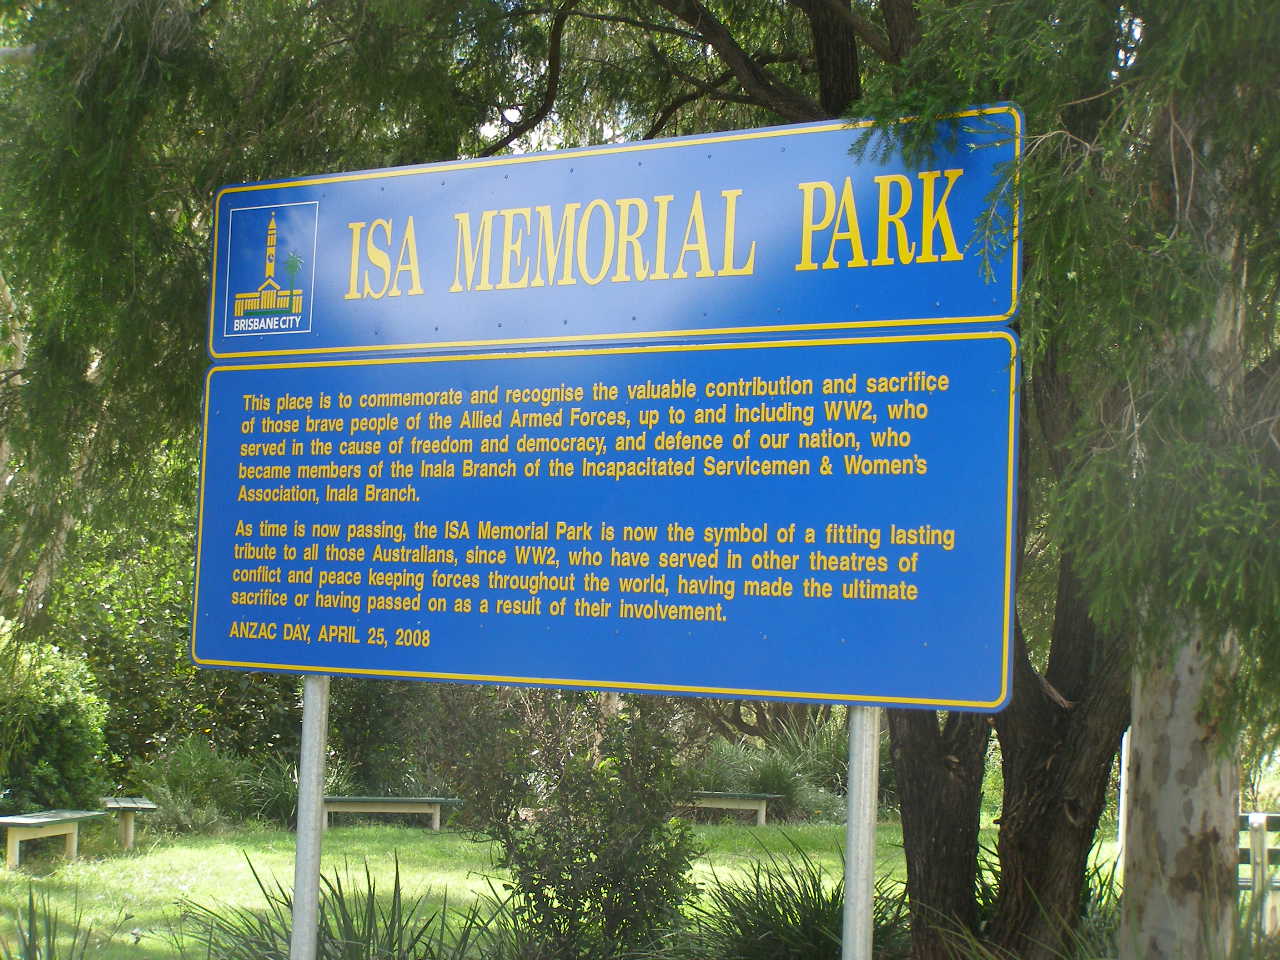 ISA MEMORIAL PARK
BRISBANE CITY
This place is to commemorate and recognise the valuable contribution and sacrifice
of those brave people of the Allied Armed Forces, up to and including WW2, who
served in the cause of freedom and democracy, and defence of our nation, who
became members of the Inala Branch of the Incapacitated Servicemen & Women's
Association, Inala Branch.
As time is now passing, the ISA Memorial Park is now the symbol of a fitting lasting
tribute to all those Australians, since WW2, who have served in other theatres of
conflict and peace keeping forces throughout the world, having made the ultimate
sacrifice or having passed on as a result of their involvement.
ANZAC DAY, APRIL 25, 2008